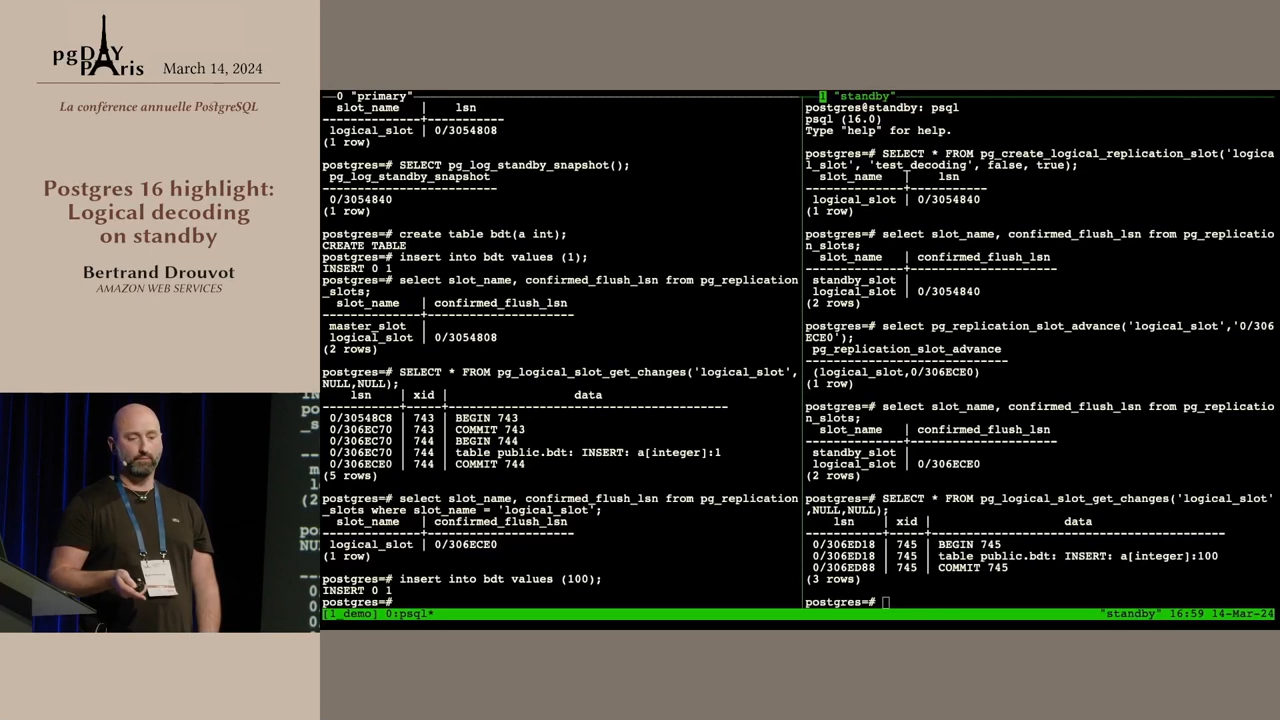 pgDAY
PAris
March 14, 2024
La conférence annuelle PostgreSQL
Postgres 16 highlight:
Logical decoding
on standby
Bertrand Drouvot
AMAZON WEB SERVICES
0 "primary"
slot_name | lsn
logical_slot | 0/3054808
(1 row)
postgres=# SELECT pg_log_standby_snapshot();
pg_log_standby_snapshot
0/3054840
(1 row)
postgres=# create table bdt(a int);
CREATE TABLE
postgres=# insert into bdt values (1);
INSERT 0 1
postgres=# select slot_name, confirmed_flush_lsn from pg_replication
_slots;
slot_name | confirmed_flush_lsn
master_slot |
logical_slot | 0/3054808
(2 rows)
postgres=# SELECT * FROM pg_logical_slot_get_changes('logical_slot',
NULL,NULL);
lsn | xid | data
0/30548C8 | 743 | BEGIN 743
0/306EC70 | 743 | COMMIT 743
0/306EC70 | 744 | BEGIN 744
0/306EC70 | 744 | table public.bdt: INSERT: a[integer]:1
0/306ECE0 | 744 | COMMIT 744
(5 rows)
postgres=# select slot_name, confirmed_flush_lsn from pg_replication
_slots where slot_name = 'logical_slot';
slot_name | confirmed_flush_lsn
logical_slot | 0/306ECE0
(1 row)
postgres=# insert into bdt values (100);
INSERT 0 1
postgres=#
1 "standby"
postgres@standby: psql
psql (16.0)
Type "help" for help.
postgres=# SELECT * FROM pg_create_logical_replication_slot('logica
l_slot', 'test_decoding', false, true);
slot_name | lsn
logical_slot | 0/3054840
(1 row)
postgres=# select slot_name, confirmed_flush_lsn from pg_replicatio
n_slots;
slot_name | confirmed_flush_lsn
standby_slot |
logical_slot | 0/3054840
(2 rows)
postgres=# select pg_replication_slot_advance('logical_slot','0/306
ECE0');
pg_replication_slot_advance
(logical_slot,0/306ECE0)
(1 row)
postgres=# select slot_name, confirmed_flush_lsn from pg_replicatio
n_slots;
slot_name | confirmed_flush_lsn
standby_slot |
logical_slot | 0/306ECE0
(2 rows)
postgres=# SELECT * FROM pg_logical_slot_get_changes('logical_slot'
,NULL,NULL);
lsn | xid | data
0/306ED18 | 745 | BEGIN 745
0/306ED18 | 745 | table public.bdt: INSERT: a[integer]:100
0/306ED88 | 745 | COMMIT 745
(3 rows)
postgres=#
[1_demo] 0:psql*
"standby" 16:59 14-Mar-24